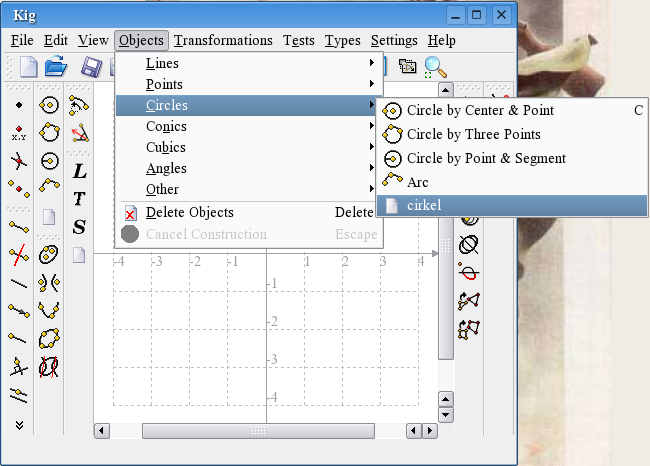 Kig
File Edit View Objects Transformations Tests Types Settings Help
Lines
Points
Circles
Conics
Cubics
Angles
Other
Delete Objects Delete
Cancel Construction Escape
Circle by Center & Point C
Circle by Three Points
Circle by Point & Segment
Arc
cirkel
x,Y
L
T
S
-4 -2 -1 1 2 3 4
-1
-2
-3
-4